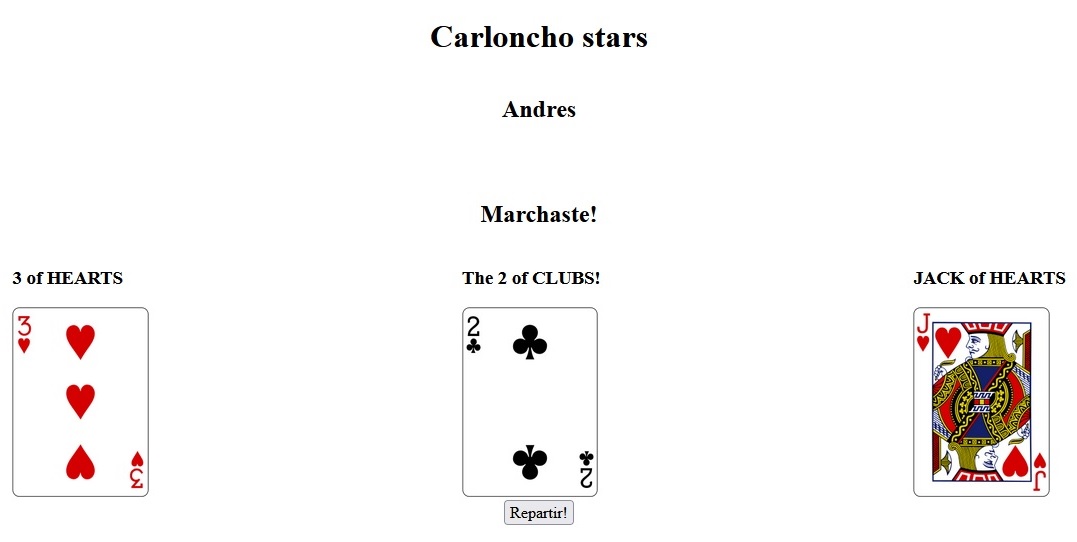 Carloncho stars
Andres
Marchaste!
3 of HEARTS
The 2 of CLUBS!
JACK of HEARTS
3
3
2
2
J
J
Repartir!